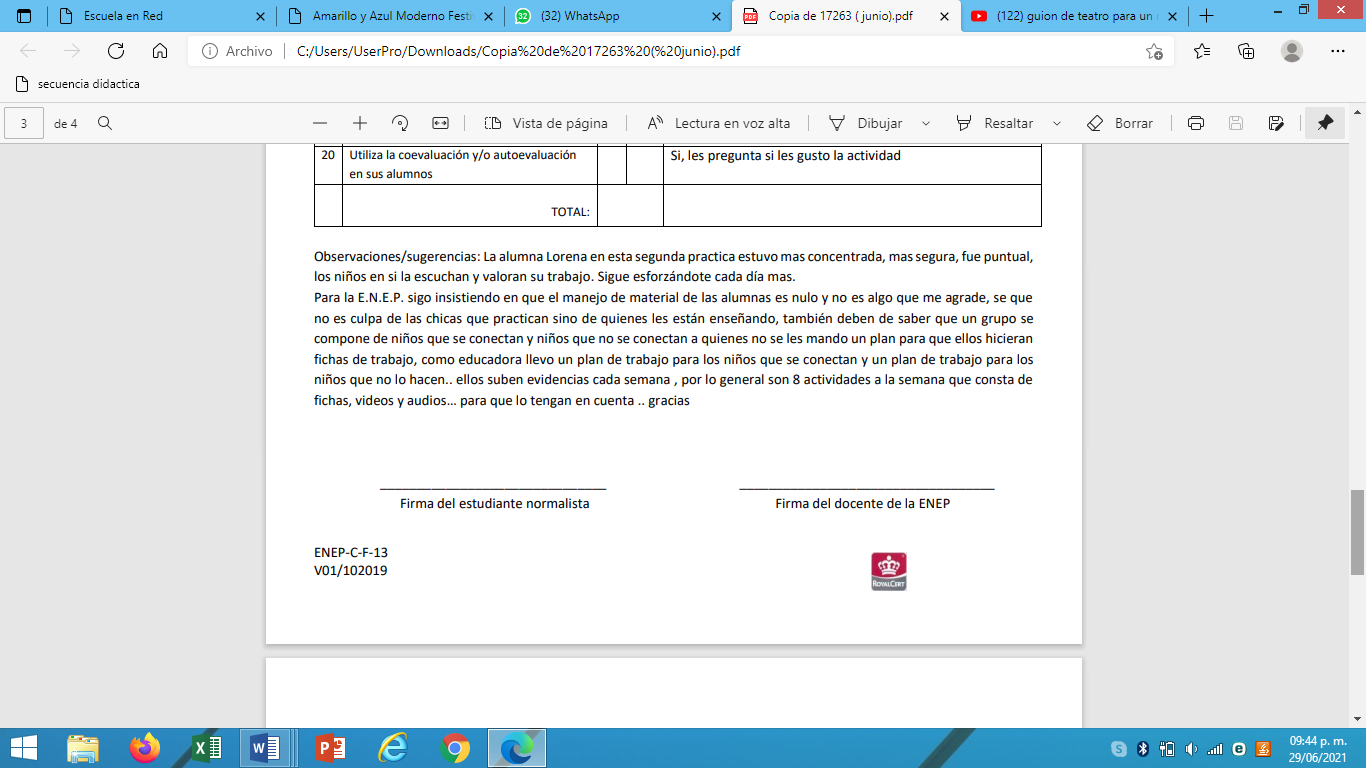 Escuela en Red
Amarillo y Azul Moderno Festi
(32) WhatsApp
Copia de 17263 ( junio).pdf
(122) guion de teatro para un
Archivo
C:/Users/UserPro/Downloads/Copia%20de%2017263%20(%20junio).pdf
secuencia didactica
3 de 4
Vista de página
Lectura en voz alta
Dibujar
Resaltar
Borrar
20 Utiliza la coevaluación y/o autoevaluación Si, les pregunta si les gusto la actividad
en sus alumnos
TOTAL:
Observaciones/sugerencias: La alumna Lorena en esta segunda practica estuvo mas concentrada, mas segura, fue puntual,
los niños en si la escuchan y valoran su trabajo. Sigue esforzándote cada día mas.
Para la E.N.E.P. sigo insistiendo en que el manejo de material de las alumnas es nulo y no es algo que me agrade, se que
no es culpa de las chicas que practican sino de quienes les están enseñando, también deben de saber que un grupo se
compone de niños que se conectan y niños que no se conectan a quienes no se les mando un plan para que ellos hicieran
fichas de trabajo, como educadora llevo un plan de trabajo para los niños que se conectan y un plan de trabajo para los
niños que no lo hacen.. ellos suben evidencias cada semana , por lo general son 8 actividades a la semana que consta de
fichas, videos y audios… para que lo tengan en cuenta .. gracias
Firma del estudiante normalista
Firma del docente de la ENEP
ENEP-C-F-13
V01/102019
ROYALCERT
09:44 p. m.
29/06/2021